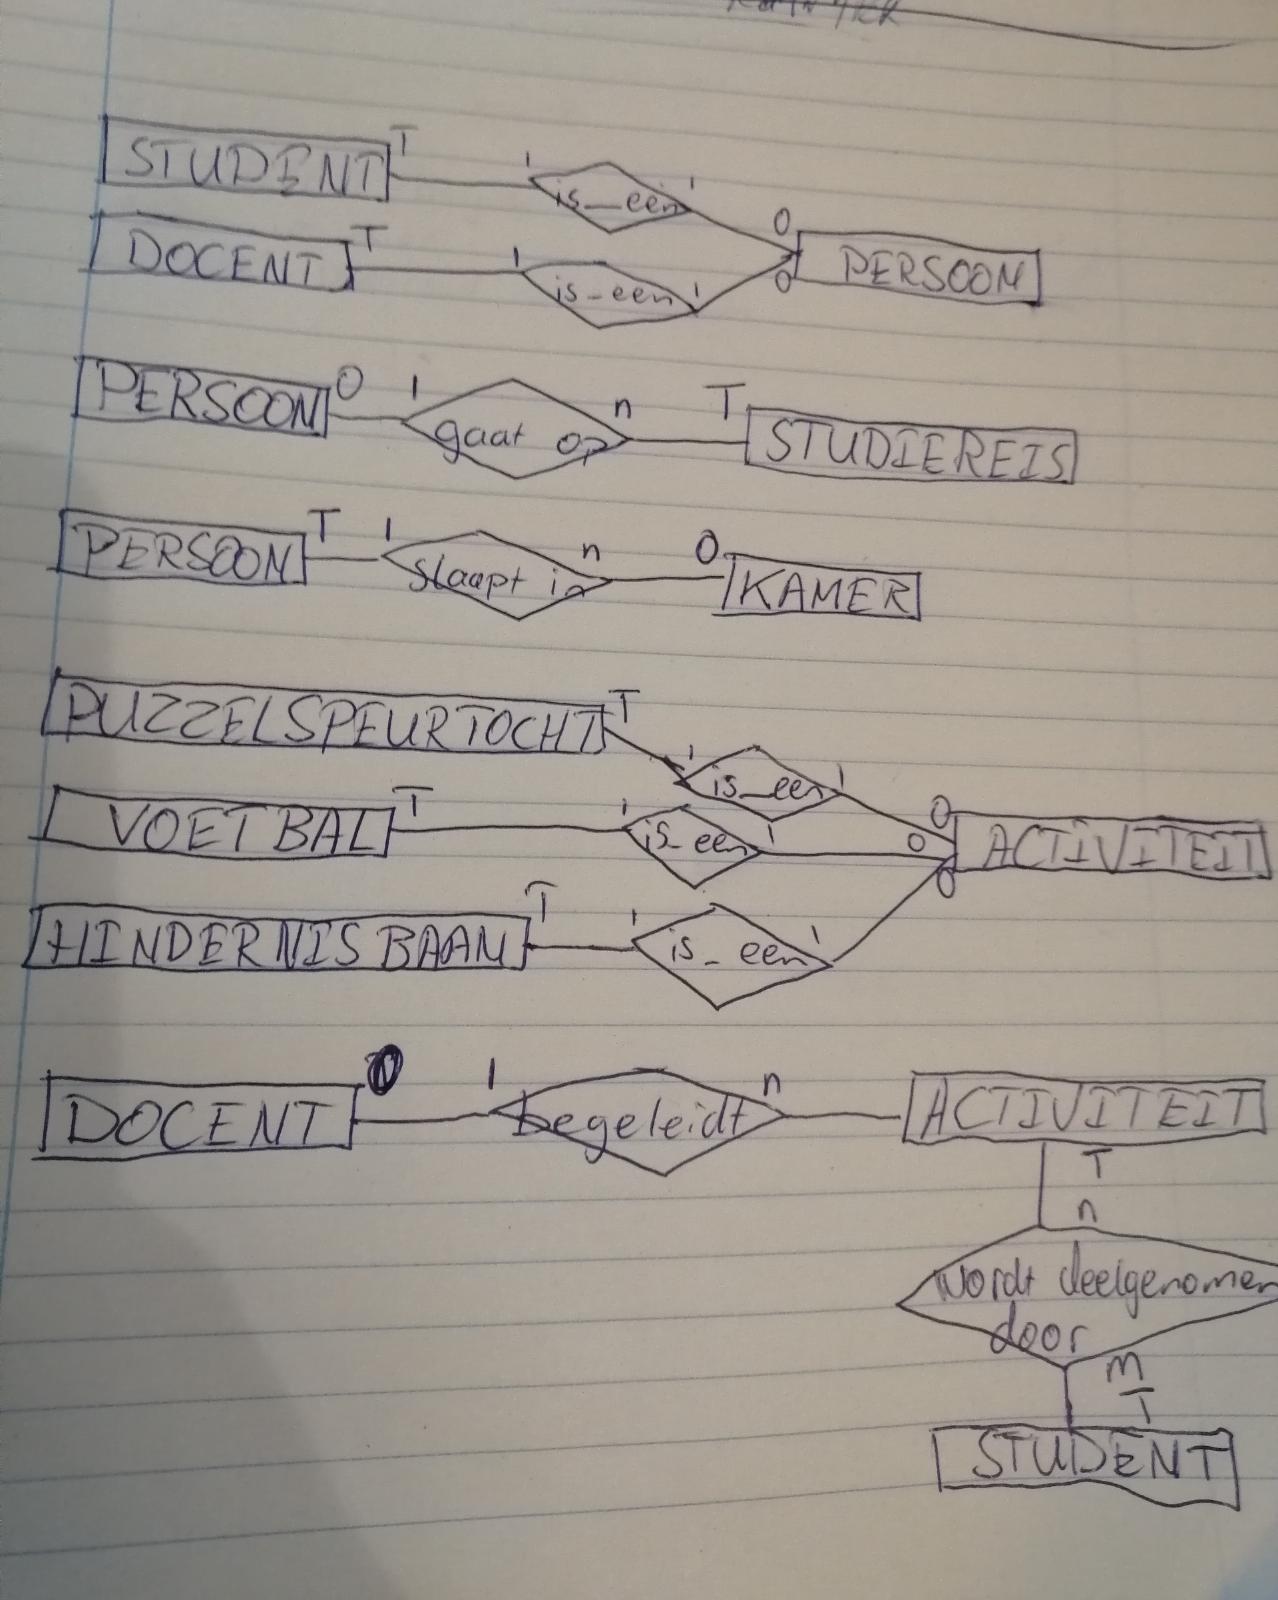 T
STUDENT 1 is_een 1
0
DOCENT T 1 is_een 1 0 PERSOON
PERSOON 0 1 gaat op n T STUDIEREIS
PERSOON T 1 slaapt in n 0 KAMER
PUZZELSPEURTOCHT T
1 is_een 1
VOETBAL T 1 is_een 1 0 0 0 ACTIVITEIT
HINDERNISBAAN T 1 is_een 1
DOCENT 0 1 begeleidt n ACTIVITEIT
T
n
wordt deelgenomen
door
m
T
STUDENT